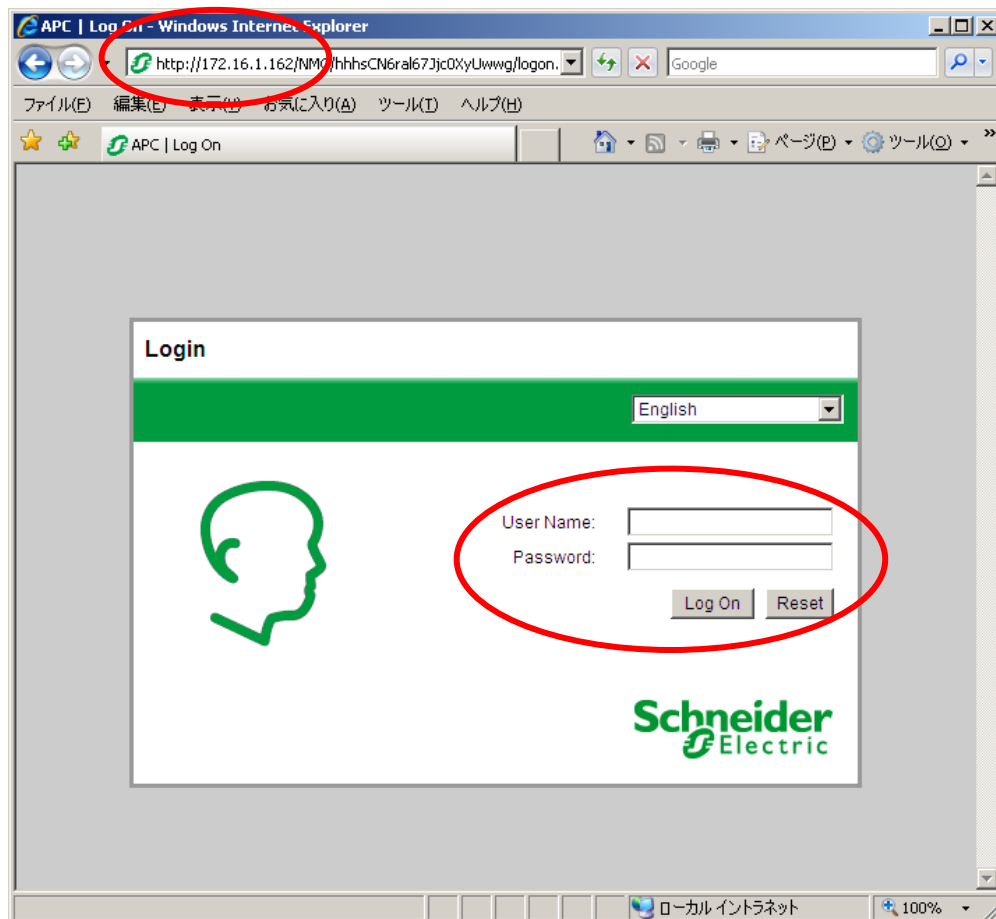 APC | Log On - Windows Internet Explorer
http://172.16.1.162/NMC/hhhsCN6ral67Jjc0XyUwwg/logon.
Google
ファイル(F) 編集(E) 表示(V) お気に入り(A) ツール(T) ヘルプ(H)
APC | Log On
ページ(P) ツール(O) »
Login
English
User Name:
Password:
Log On Reset
Schneider
Electric
ローカル イントラネット 100%